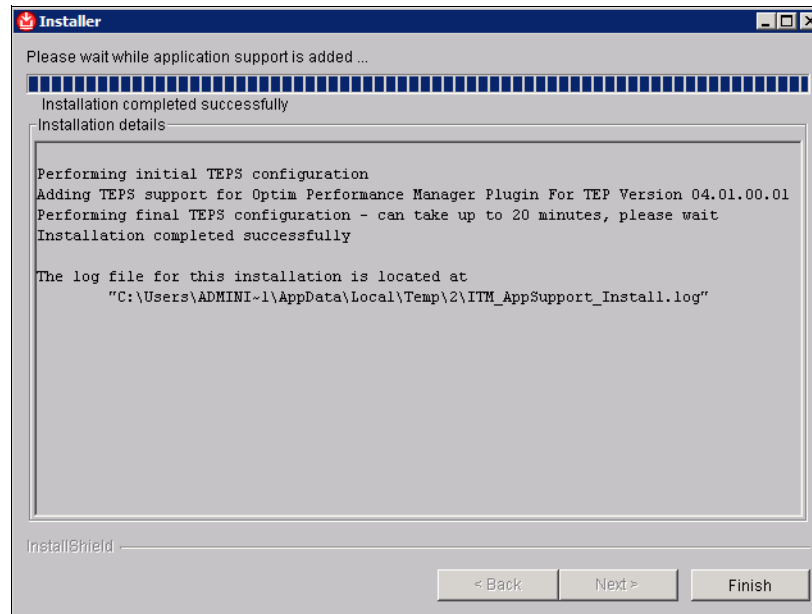 Installer
Please wait while application support is added ...
Installation completed successfully
Installation details
Performing initial TEPS configuration
Adding TEPS support for Optim Performance Manager Plugin For TEP Version 04.01.00.01
Performing final TEPS configuration - can take up to 20 minutes, please wait
Installation completed successfully
The log file for this installation is located at
"C:\Users\ADMINI~1\AppData\Local\Temp\2\ITM_AppSupport_Install.log"
InstallShield
< Back
Next >
Finish